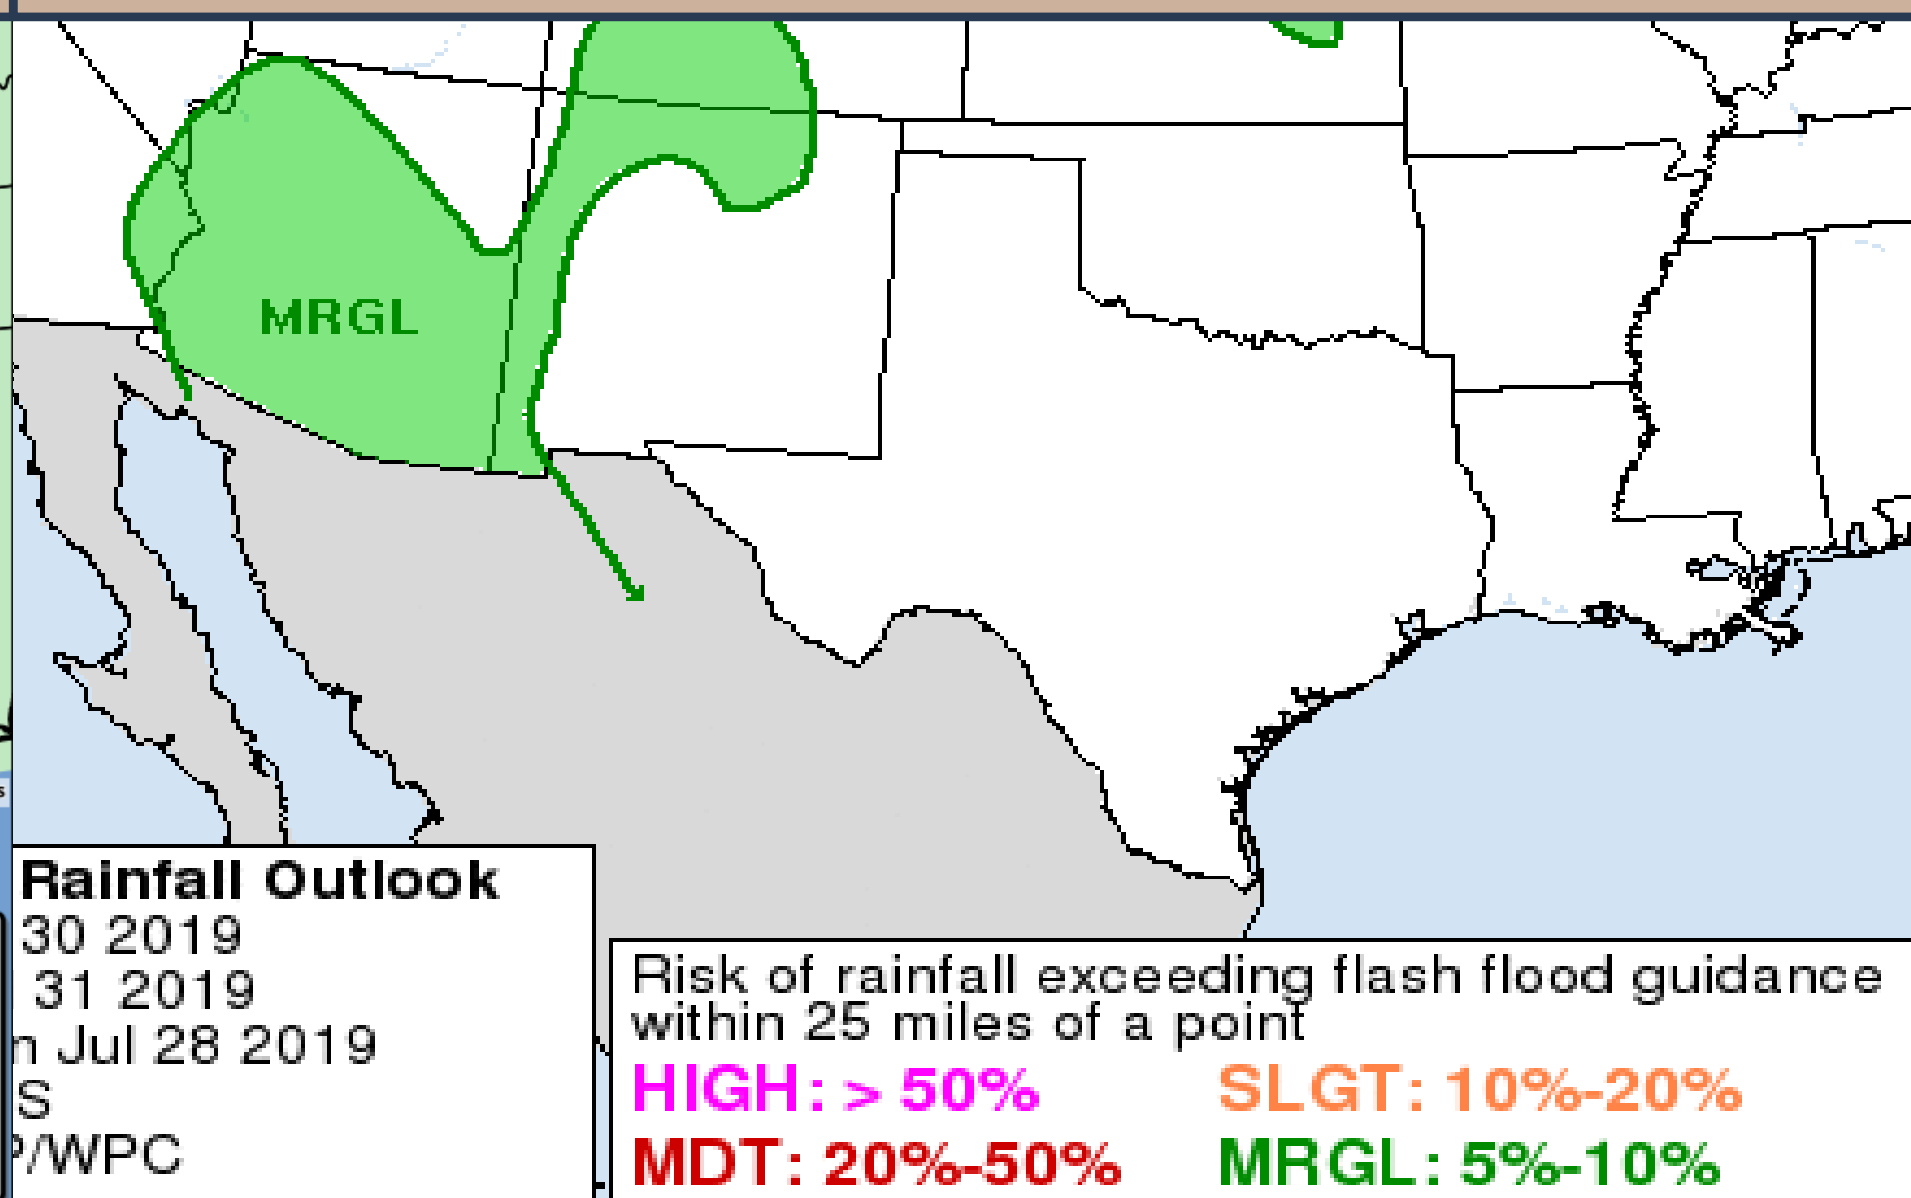 MRGL
Rainfall Outlook
30 2019
31 2019
Jul 28 2019
S
/WPC
Risk of rainfall exceeding flash flood guidance
within 25 miles of a point
HIGH: > 50%
SLGT: 10%-20%
MDT: 20%-50%
MRGL: 5%-10%